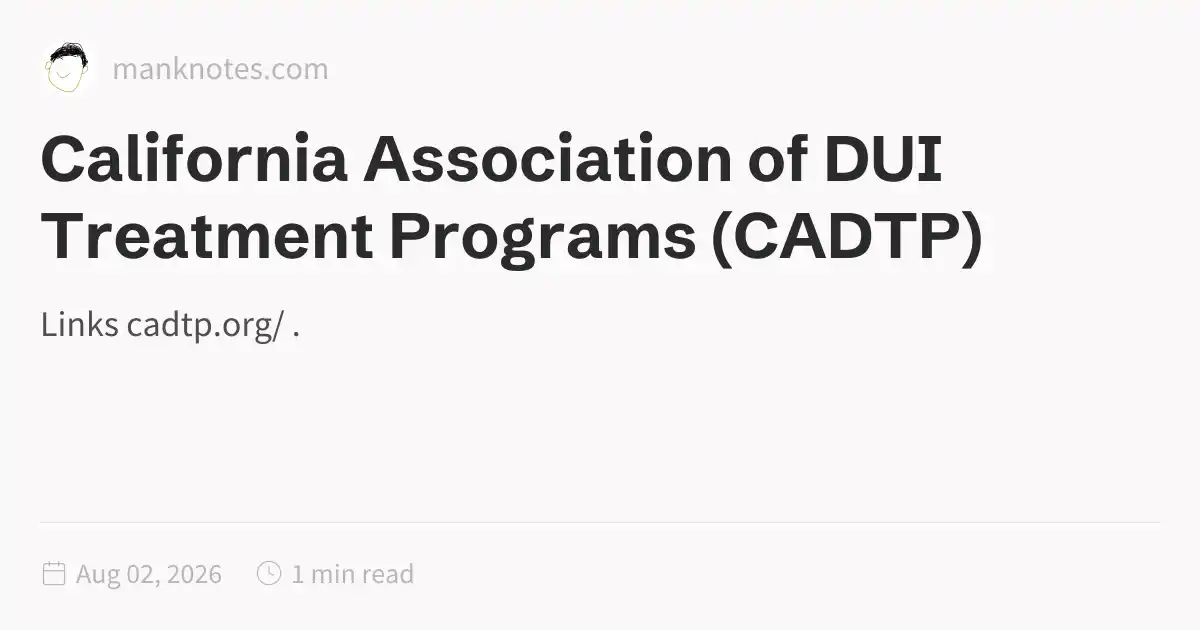 manknotes.com
California Association of DUI
Treatment Programs (CADTP)
Links cadtp.org/ .
Aug 02, 2026
1 min read